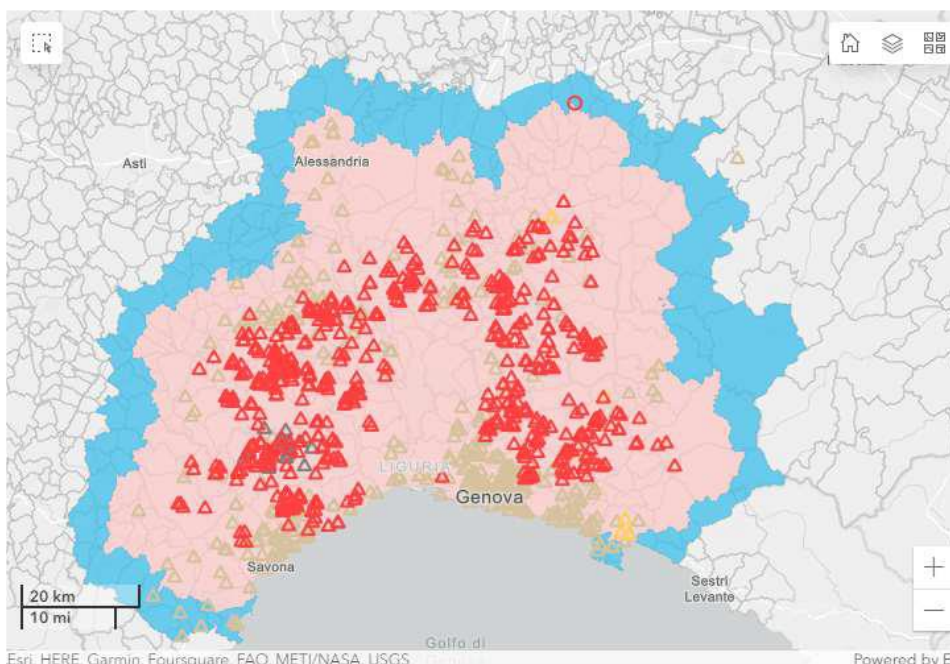 Asti
Alessandria
LIGURIA
Genova
Savona
Sestri
Levante
20 km
10 mi
Golfo di
Esri, HERE, Garmin, Foursquare, FAO, METI/NASA, USGS
Powered by E